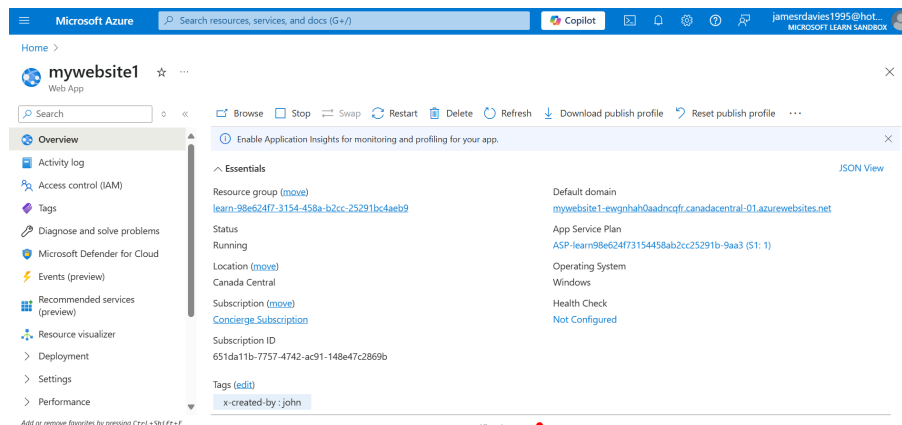 Microsoft Azure
Search resources, services, and docs (G+/)
Copilot
jamesrdavies1995@hot...
MICROSOFT LEARN SANDBOX
Home >
mywebsite1
Web App
Search
Browse Stop Swap Restart Delete Refresh Download publish profile Reset publish profile ...
Overview
Activity log
Access control (IAM)
Tags
Diagnose and solve problems
Microsoft Defender for Cloud
Events (preview)
Recommended services
(preview)
Resource visualizer
Deployment
Settings
Performance
Add or remove favorites by pressing Ctrl+Shift+F
Enable Application Insights for monitoring and profiling for your app.
Essentials
JSON View
Resource group (move)
learn-98e624f7-3154-458a-b2cc-25291bc4aeb9
Status
Running
Location (move)
Canada Central
Subscription (move)
Concierge Subscription
Subscription ID
651da11b-7757-4742-ac91-148e47c2869b
Default domain
mywebsite1-ewgnhah0aadncqfr.canadacentral-01.azurewebsites.net
App Service Plan
ASP-learn98e624f73154458ab2cc25291b-9aa3 (S1: 1)
Operating System
Windows
Health Check
Not Configured
Tags (edit)
x-created-by : john